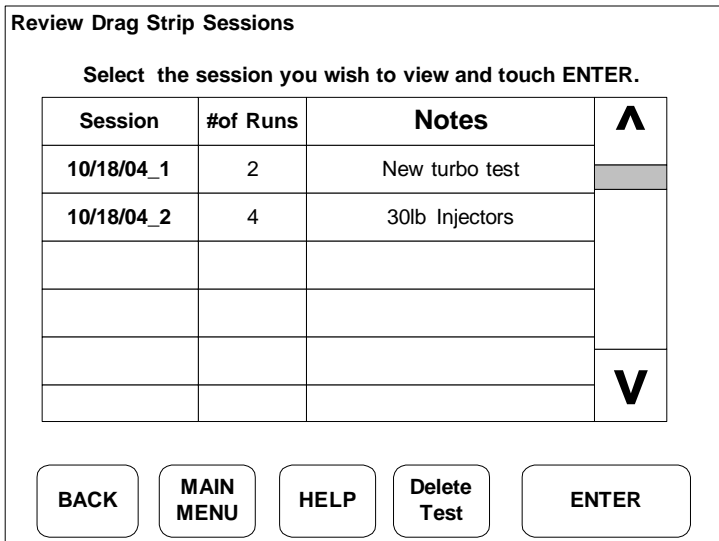 Review Drag Strip Sessions
Select the session you wish to view and touch ENTER.
Session #of Runs Notes
10/18/04_1 2 New turbo test
10/18/04_2 4 30lb Injectors
BACK MAIN MENU HELP Delete Test ENTER